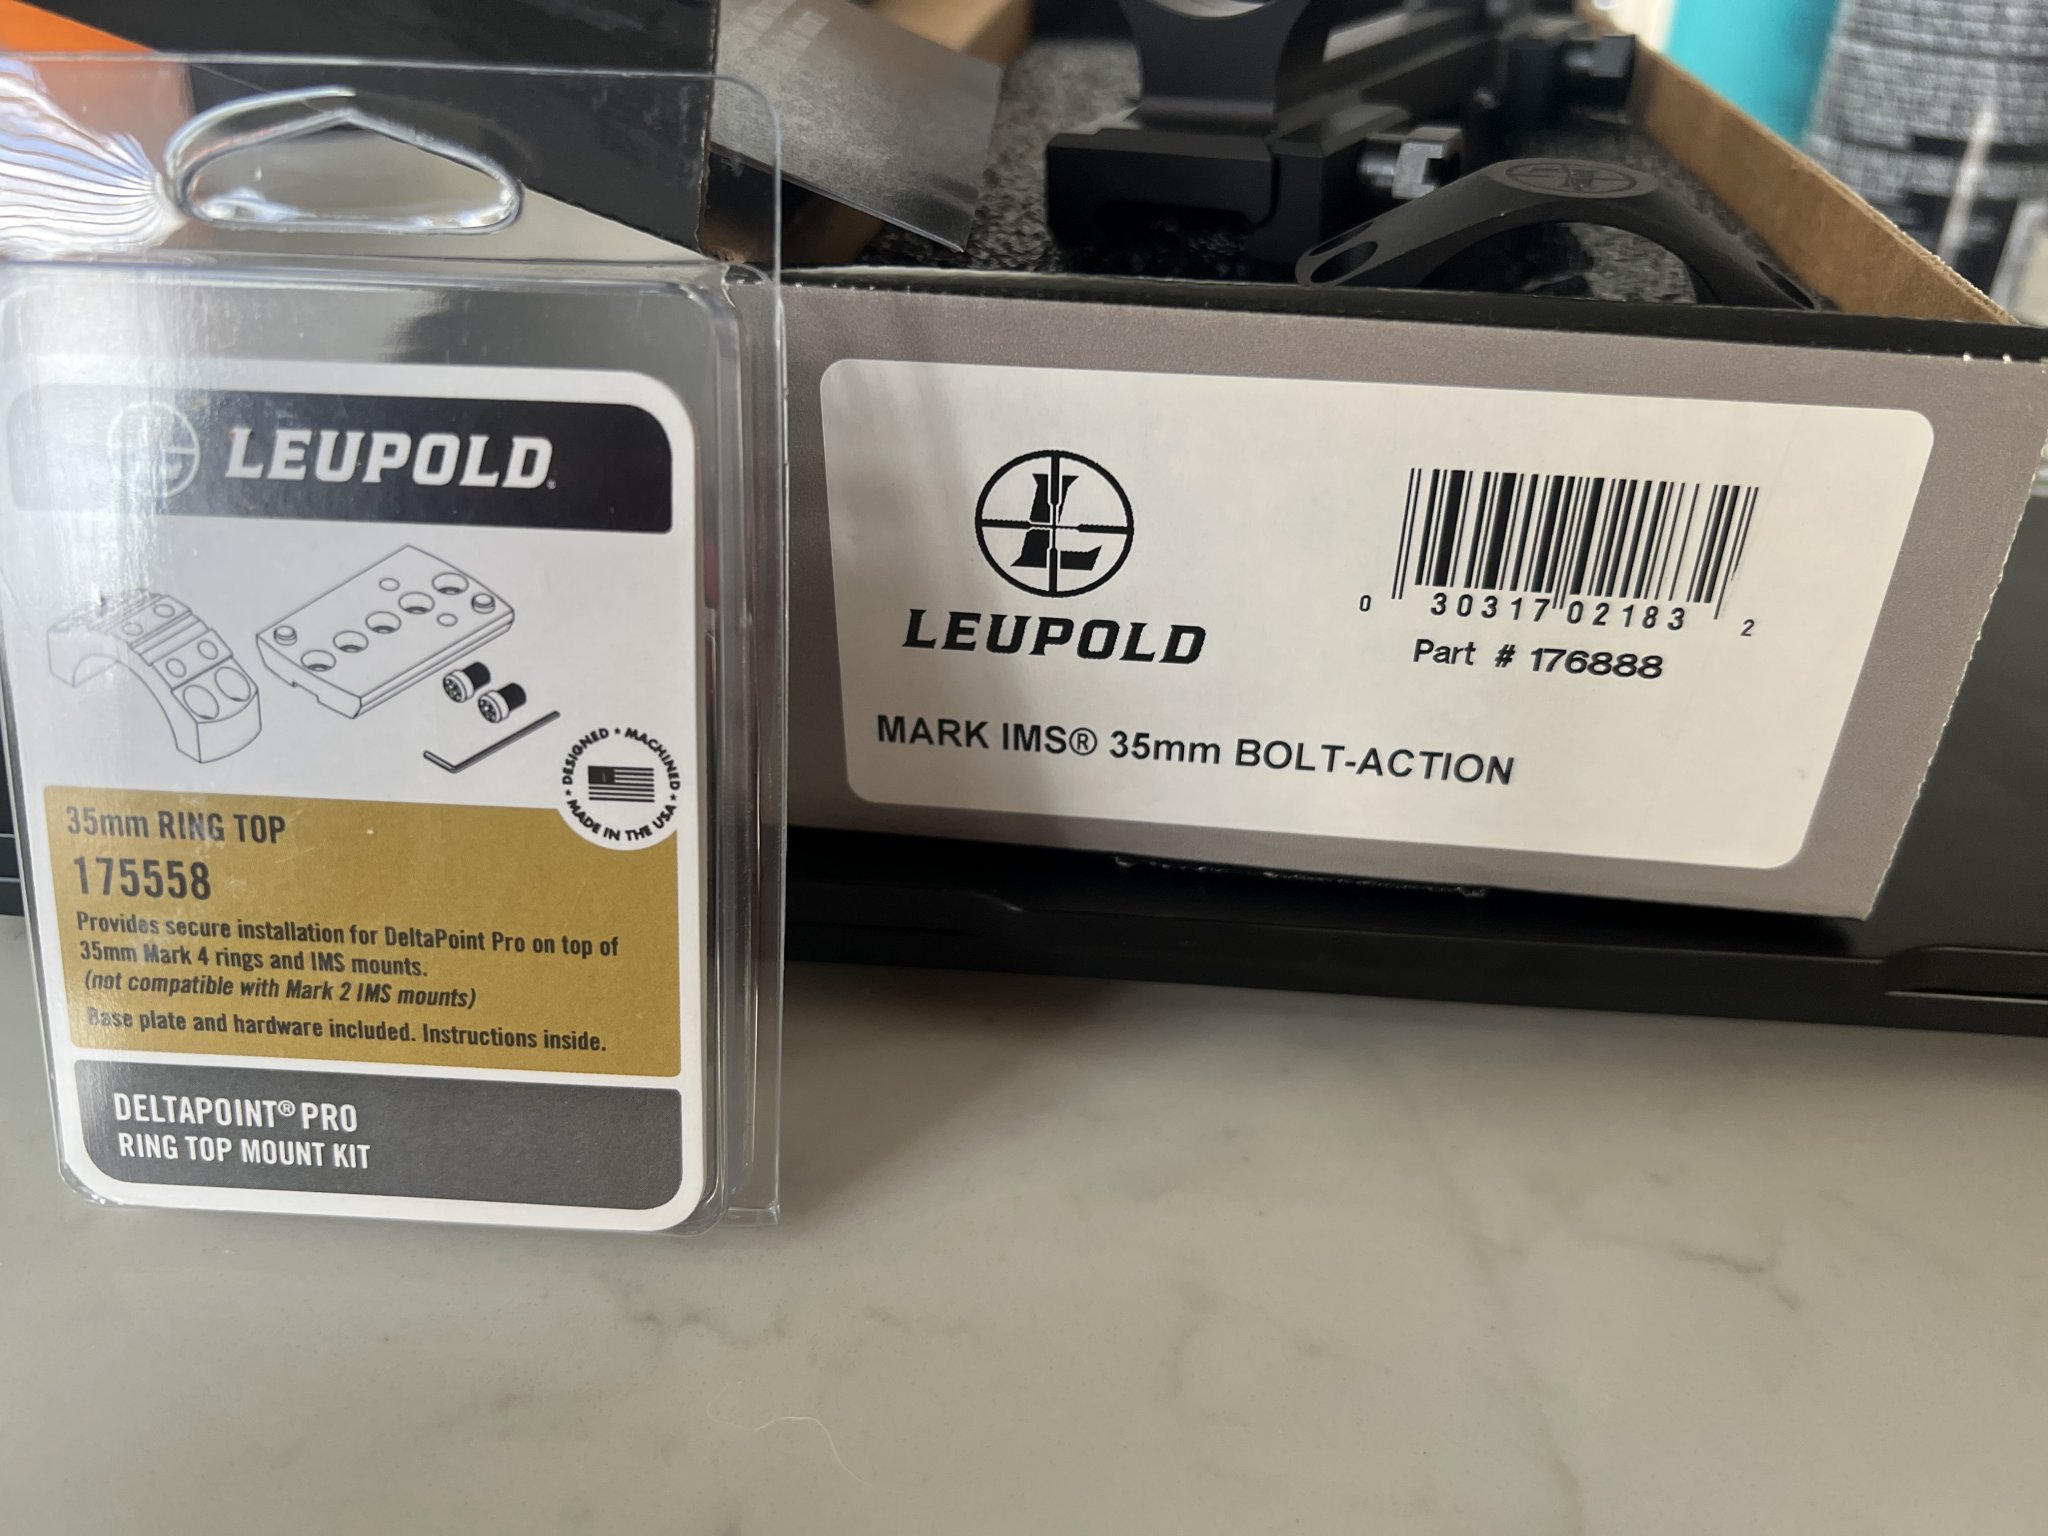 LEUPOLD
DESIGNED * MACHINED * MADE IN THE USA *
35mm RING TOP
175558
Provides secure installation for DeltaPoint Pro on top of
35mm Mark 4 rings and IMS mounts.
(not compatible with Mark 2 IMS mounts)
Base plate and hardware included. Instructions inside.
DELTAPOINT® PRO
RING TOP MOUNT KIT
LEUPOLD
0 30317 02183 2
Part # 176888
MARK IMS® 35mm BOLT-ACTION